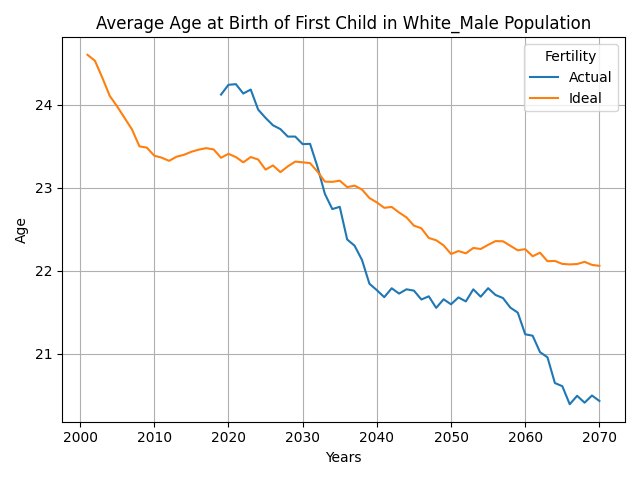 Average Age at Birth of First Child in White_Male Population
Fertility
Actual
Ideal
Age
24
23
22
21
2000 2010 2020 2030 2040 2050 2060 2070
Years